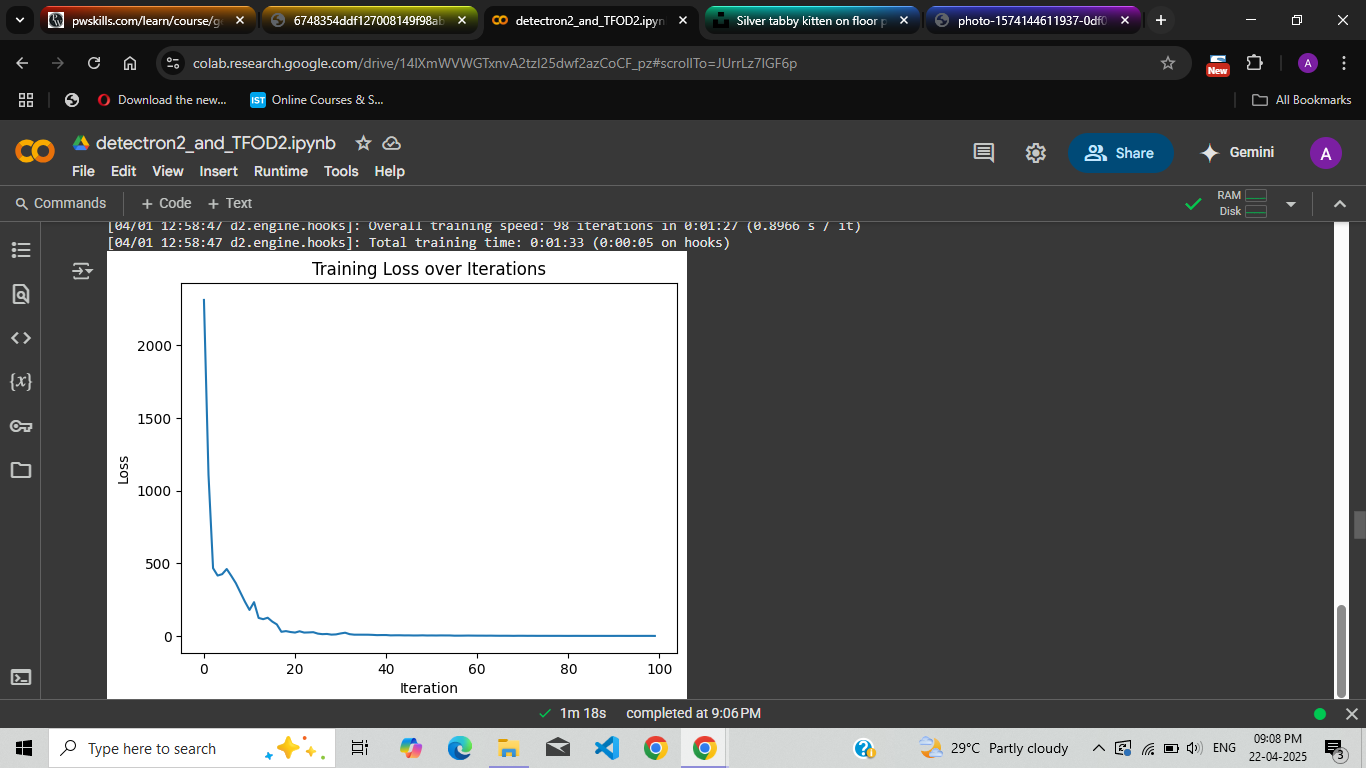 pwskills.com/learn/course/ge
6748354ddf127008149f98ab
detectron2_and_TFOD2.ipyn
Silver tabby kitten on floor p
photo-1574144611937-0df0
colab.research.google.com/drive/14IXmWVWGTxnvA2tzl25dwf2azCoCF_pz#scrollTo=JUrrLz7IGF6p
New
A
Download the new...
IST Online Courses & S...
All Bookmarks
detectron2_and_TFOD2.ipynb
File Edit View Insert Runtime Tools Help
Share
Gemini
A
Commands + Code + Text
RAM
Disk
[04/01 12:58:47 d2.engine.hooks]: Overall training speed: 98 iterations in 0:01:27 (0.8966 s / it)
[04/01 12:58:47 d2.engine.hooks]: Total training time: 0:01:33 (0:00:05 on hooks)
Training Loss over Iterations
2000
1500
1000
500
0
Loss
0 20 40 60 80 100
Iteration
1m 18s completed at 9:06 PM
Type here to search
29°C Partly cloudy
ENG
09:08 PM
22-04-2025
3